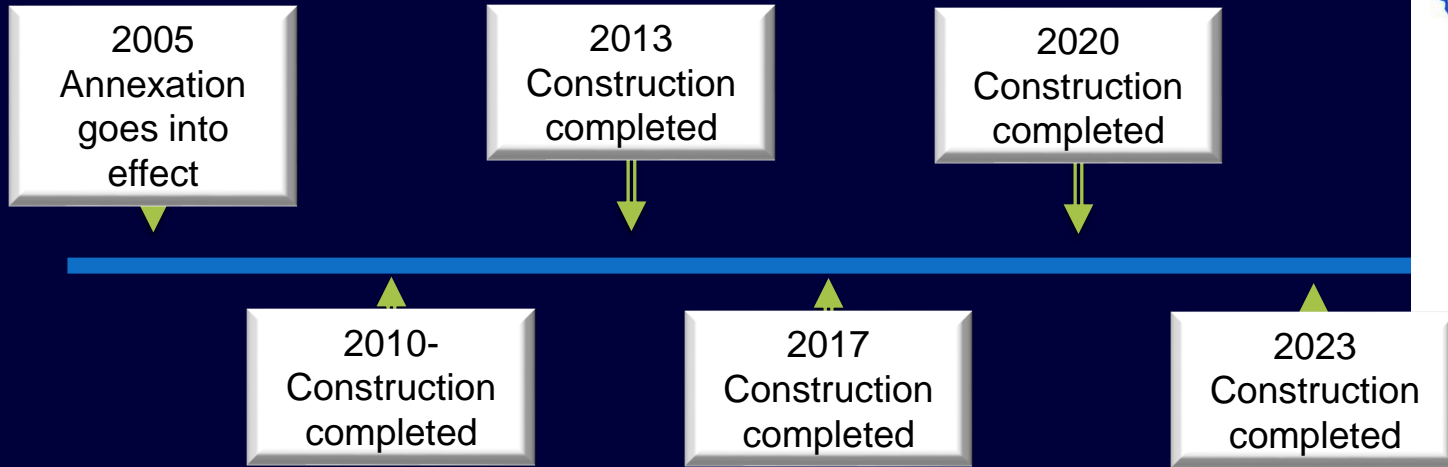 2005
Annexation
goes into
effect
2013
Construction
completed
2020
Construction
completed
2010-
Construction
completed
2017
Construction
completed
2023
Construction
completed